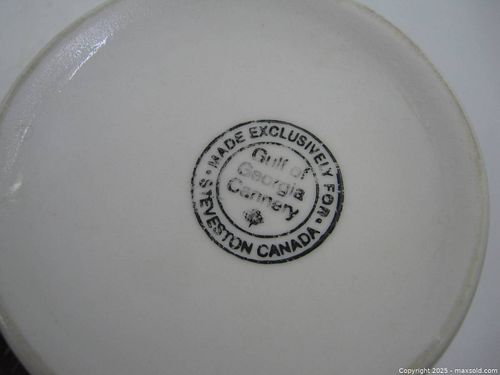 MADE EXCLUSIVELY FOR
Gulf of
Georgia
Cannery
STEVESTON CANADA
Copyright © 2025 - maxsold.com